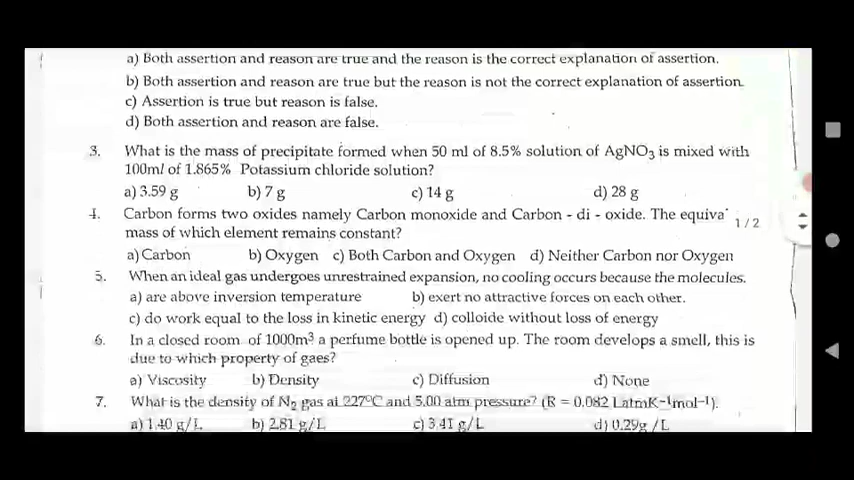 a) Both assertion and reason are true and the reason is the correct explanation of assertion.
b) Both assertion and reason are true but the reason is not the correct explanation of assertion.
c) Assertion is true but reason is false.
d) Both assertion and reason are false.
3. What is the mass of precipitate formed when 50 ml of 8.5% solution of AgNO₃ is mixed with
100ml of 1.865% Potassium chloride solution?
a) 3.59 g b) 7 g c) 14 g d) 28 g
4. Carbon forms two oxides namely Carbon monoxide and Carbon - di - oxide. The equiva
1/2
mass of which element remains constant?
a) Carbon b) Oxygen c) Both Carbon and Oxygen d) Neither Carbon nor Oxygen
5. When an ideal gas undergoes unrestrained expansion, no cooling occurs because the molecules.
a) are above inversion temperature b) exert no attractive forces on each other.
c) do work equal to the loss in kinetic energy d) colloide without loss of energy
6. In a closed room of 1000m³ a perfume bottle is opened up. The room develops a smell, this is
due to which property of gaes?
a) Viscosity b) Density c) Diffusion d) None
7. What is the density of N₂ gas at 227°C and 5.00 atm pressure? (R = 0.082 LatmK⁻¹mol⁻¹).
a) 1.40 g/L b) 2.81 g/L c) 3.41 g/L d) 0.29g /L